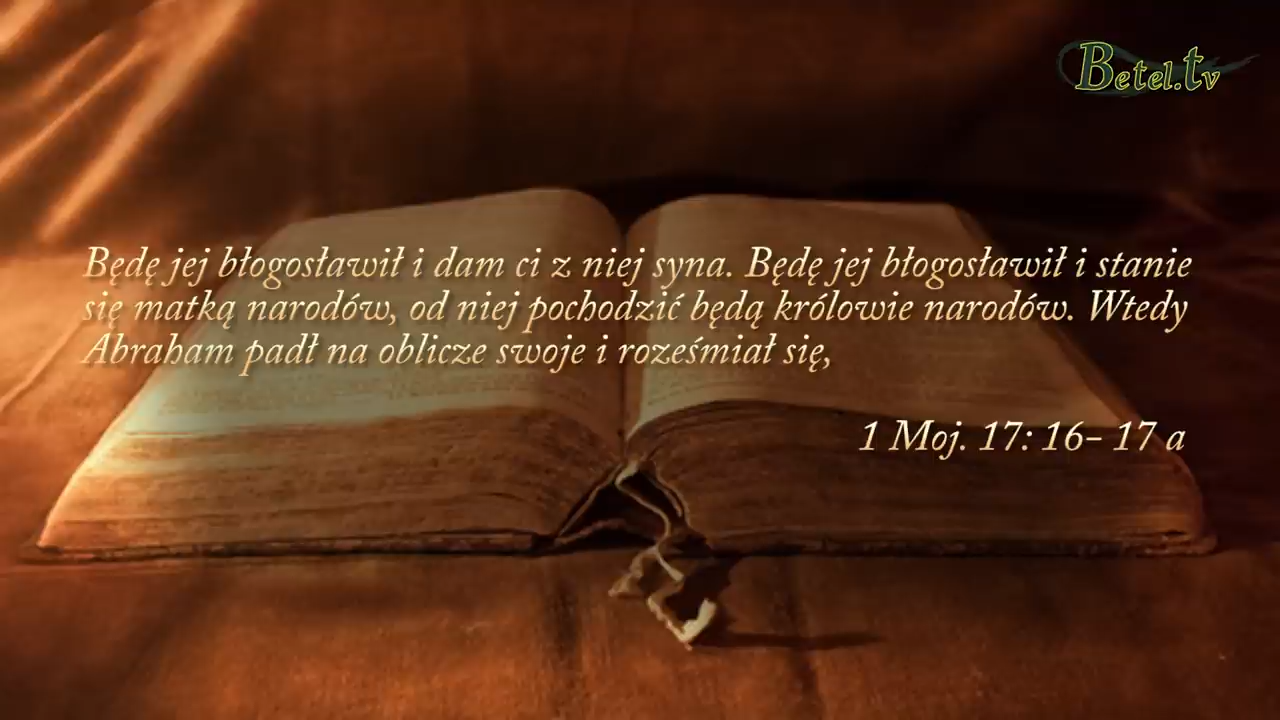 Betel.tv
Będę jej błogosławił i dam ci z niej syna. Będę jej błogosławił i stanie
się matką narodów, od niej pochodzić będą królowie narodów. Wtedy
Abraham padł na oblicze swoje i roześmiał się,
1 Moj. 17: 16- 17 a